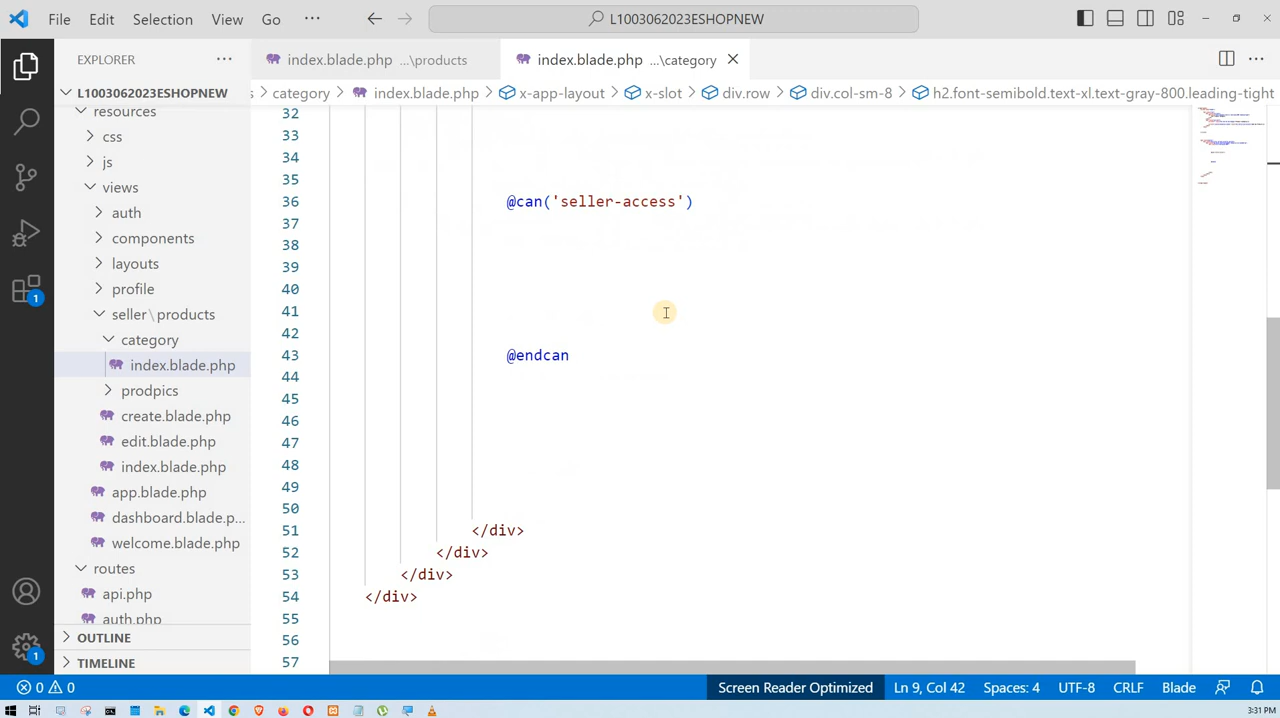 File Edit Selection View Go ··· L1003062023ESHOPNEW
EXPLORER ···
index.blade.php ...\products
index.blade.php ...\category
L1003062023ESHOPNEW
category > index.blade.php > x-app-layout > x-slot > div.row > div.col-sm-8 > h2.font-semibold.text-xl.text-gray-800.leading-tight
resources
css
js
views
auth
components
layouts
profile
seller\products
category
index.blade.php
prodpics
create.blade.php
edit.blade.php
index.blade.php
app.blade.php
dashboard.blade.p...
welcome.blade.php
routes
api.php
auth.php
OUTLINE
TIMELINE
1
1
32
33
34
35
36 @can('seller-access')
37
38
39
40
41
42
43 @endcan
44
45
46
47
48
49
50
51 </div>
52 </div>
53 </div>
54 </div>
55
56
57
0 0 Screen Reader Optimized Ln 9, Col 42 Spaces: 4 UTF-8 CRLF Blade
3:31 PM